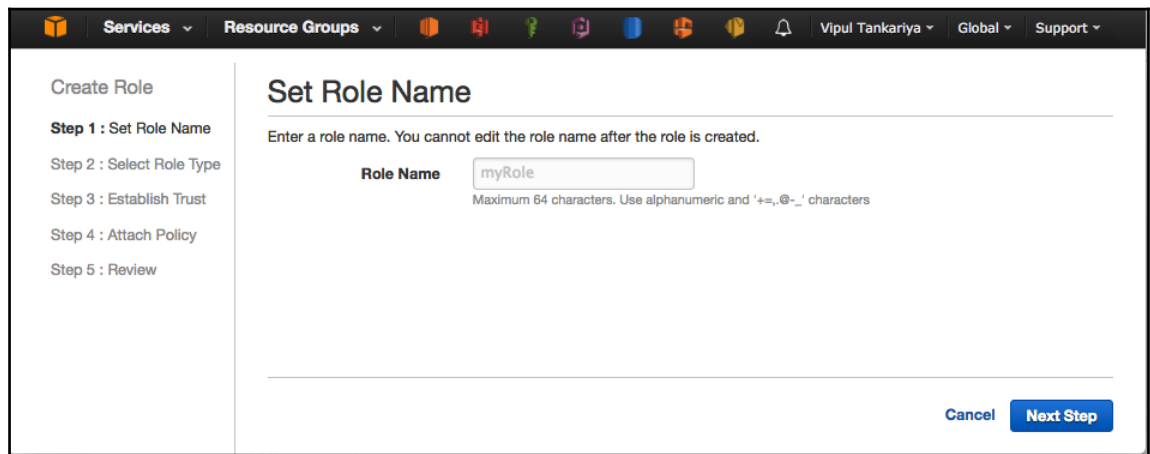 Services Resource Groups Vipul Tankariya Global Support
Create Role
Step 1 : Set Role Name
Step 2 : Select Role Type
Step 3 : Establish Trust
Step 4 : Attach Policy
Step 5 : Review
Set Role Name
Enter a role name. You cannot edit the role name after the role is created.
Role Name myRole
Maximum 64 characters. Use alphanumeric and '+=,.@-_' characters
Cancel Next Step